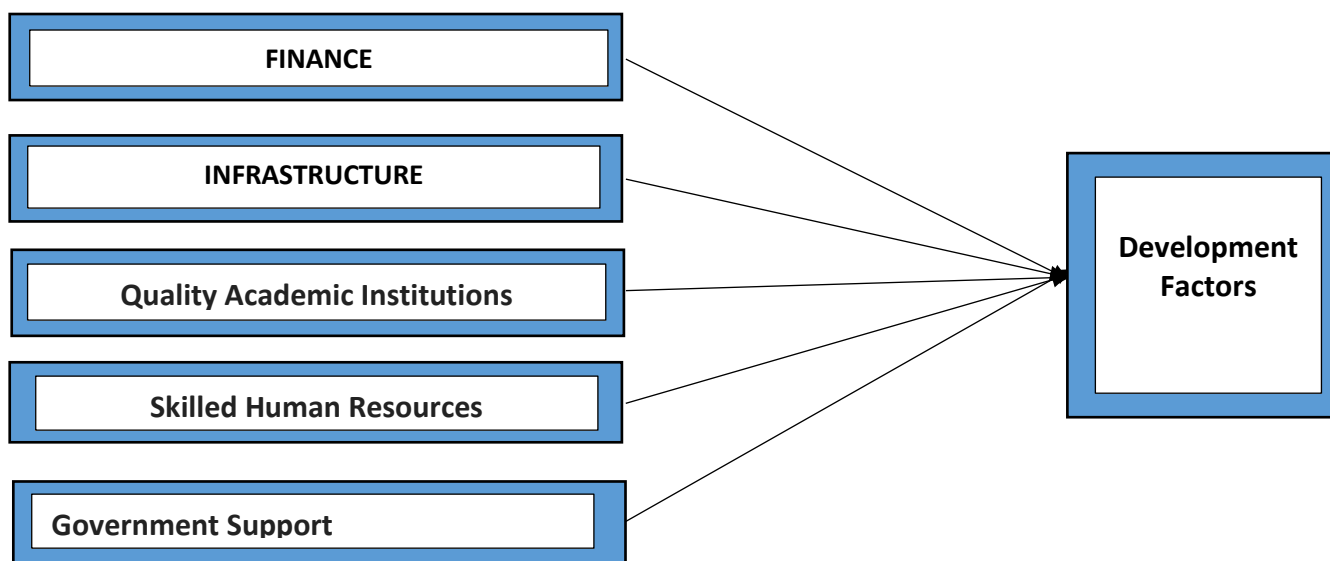 FINANCE
INFRASTRUCTURE
Quality Academic Institutions
Skilled Human Resources
Government Support
Development
Factors